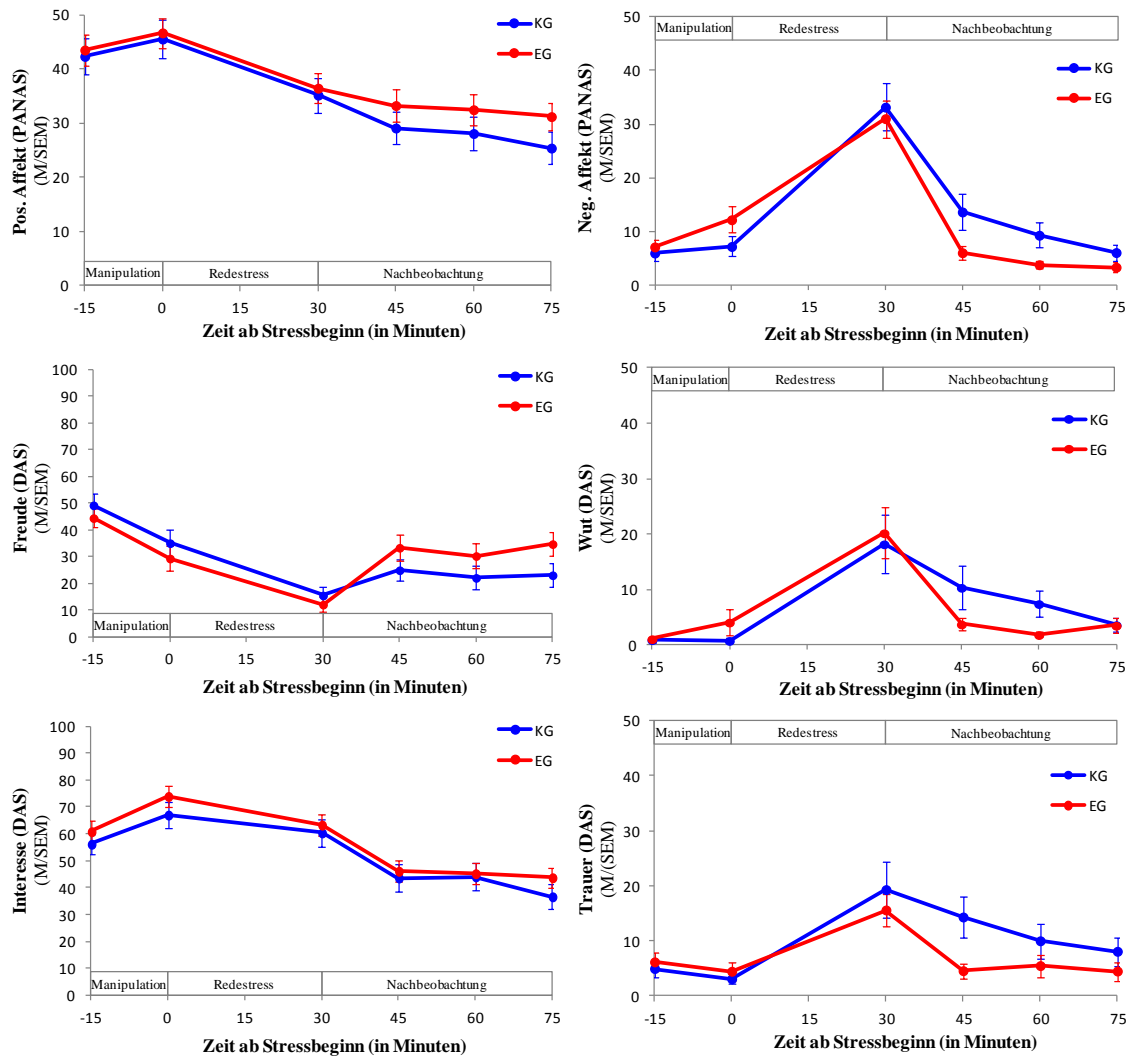 Pos. Affekt (PANAS)
(M/SEM)
50
40
30
20
10
0
KG
EG
Manipulation Redestress Nachbeobachtung
-15 0 15 30 45 60 75
Zeit ab Stressbeginn (in Minuten)
Neg. Affekt (PANAS)
(M/SEM)
Manipulation Redestress Nachbeobachtung
50
40
30
20
10
0
KG
EG
-15 0 15 30 45 60 75
Zeit ab Stressbeginn (in Minuten)
Freude (DAS)
(M/SEM)
100
90
80
70
60
50
40
30
20
10
0
KG
EG
Manipulation Redestress Nachbeobachtung
-15 0 15 30 45 60 75
Zeit ab Stressbeginn (in Minuten)
Wut (DAS)
(M/SEM)
Manipulation Redestress Nachbeobachtung
50
40
30
20
10
0
KG
EG
-15 0 15 30 45 60 75
Zeit ab Stressbeginn (in Minuten)
Interesse (DAS)
(M/SEM)
100
90
80
70
60
50
40
30
20
10
0
KG
EG
Manipulation Redestress Nachbeobachtung
-15 0 15 30 45 60 75
Zeit ab Stressbeginn (in Minuten)
Trauer (DAS)
(M/(SEM)
Manipulation Redestress Nachbeobachtung
50
40
30
20
10
0
KG
EG
-15 0 15 30 45 60 75
Zeit ab Stressbeginn (in Minuten)